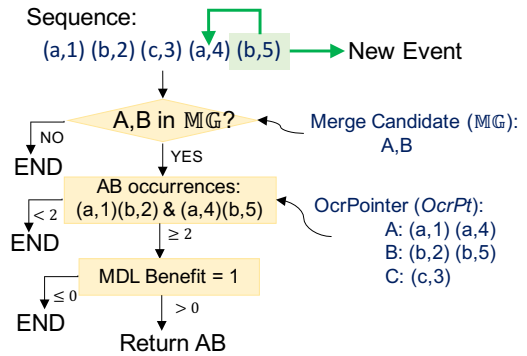 Sequence:
(a,1) (b,2) (c,3) (a,4) (b,5)
New Event
A,B in 𝕄𝔾?
Merge Candidate (𝕄𝔾):
A,B
NO
END
YES
AB occurrences:
(a,1)(b,2) & (a,4)(b,5)
OcrPointer (OcrPt):
A: (a,1) (a,4)
B: (b,2) (b,5)
C: (c,3)
< 2
END
≥ 2
MDL Benefit = 1
≤ 0
END
> 0
Return AB